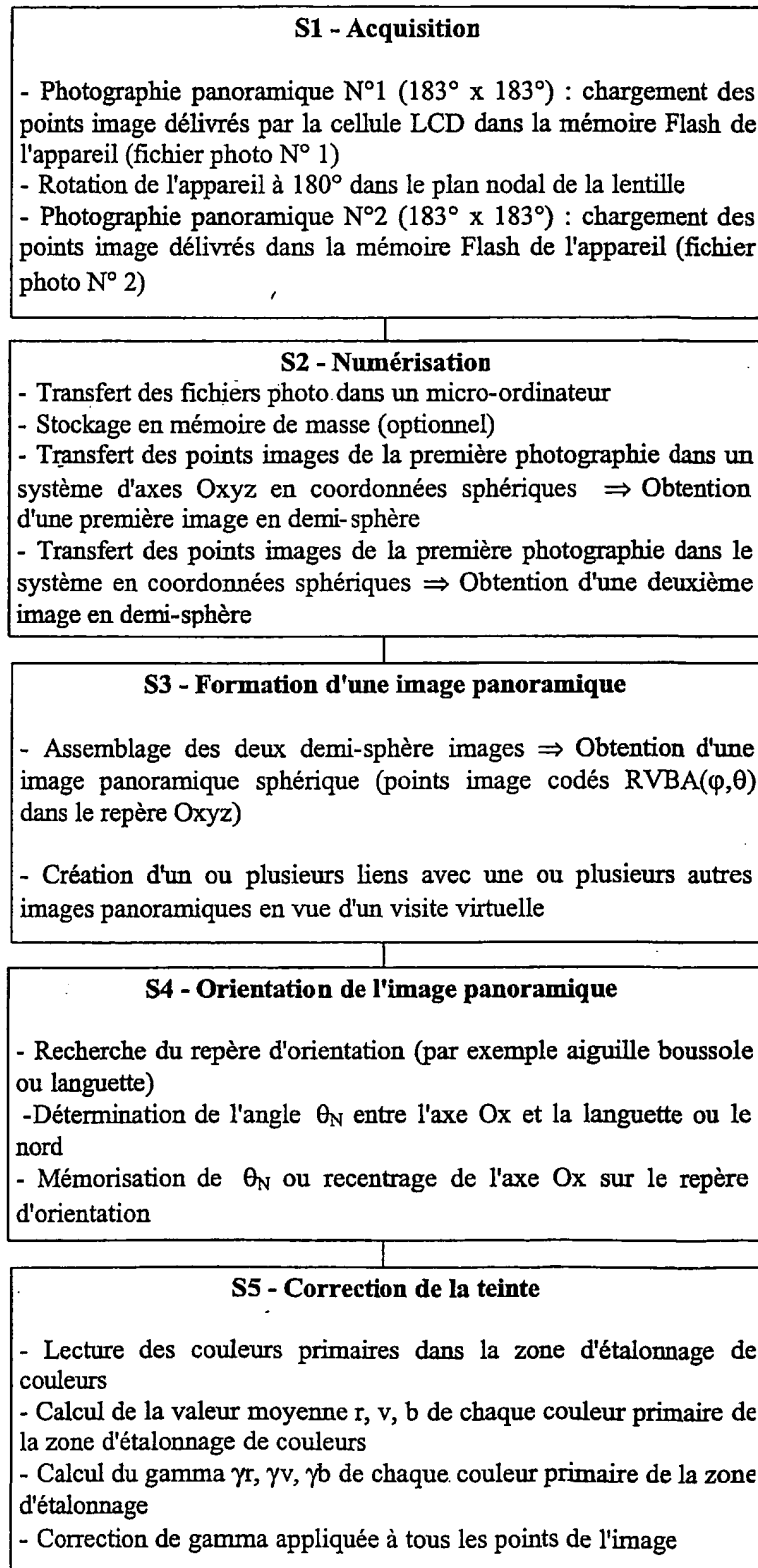 S1 - Acquisition
- Photographie panoramique N°1 (183° x 183°) : chargement des
points image délivrés par la cellule LCD dans la mémoire Flash de
l'appareil (fichier photo N° 1)
- Rotation de l'appareil à 180° dans le plan nodal de la lentille
- Photographie panoramique N°2 (183° x 183°) : chargement des
points image délivrés dans la mémoire Flash de l'appareil (fichier
photo N° 2)
S2 - Numérisation
- Transfert des fichiers photo dans un micro-ordinateur
- Stockage en mémoire de masse (optionnel)
- Transfert des points images de la première photographie dans un
système d'axes Oxyz en coordonnées sphériques ⇒ Obtention
d'une première image en demi-sphère
- Transfert des points images de la première photographie dans le
système en coordonnées sphériques ⇒ Obtention d'une deuxième
image en demi-sphère
S3 - Formation d'une image panoramique
- Assemblage des deux demi-sphère images ⇒ Obtention d'une
image panoramique sphérique (points image codés RVBA(φ,θ)
dans le repère Oxyz)
- Création d'un ou plusieurs liens avec une ou plusieurs autres
images panoramiques en vue d'un visite virtuelle
S4 - Orientation de l'image panoramique
- Recherche du repère d'orientation (par exemple aiguille boussole
ou languette)
-Détermination de l'angle θN entre l'axe Ox et la languette ou le
nord
- Mémorisation de θN ou recentrage de l'axe Ox sur le repère
d'orientation
S5 - Correction de la teinte
- Lecture des couleurs primaires dans la zone d'étalonnage de
couleurs
- Calcul de la valeur moyenne r, v, b de chaque couleur primaire de
la zone d'étalonnage de couleurs
- Calcul du gamma γr, γv, γb de chaque couleur primaire de la zone
d'étalonnage
- Correction de gamma appliquée à tous les points de l'image